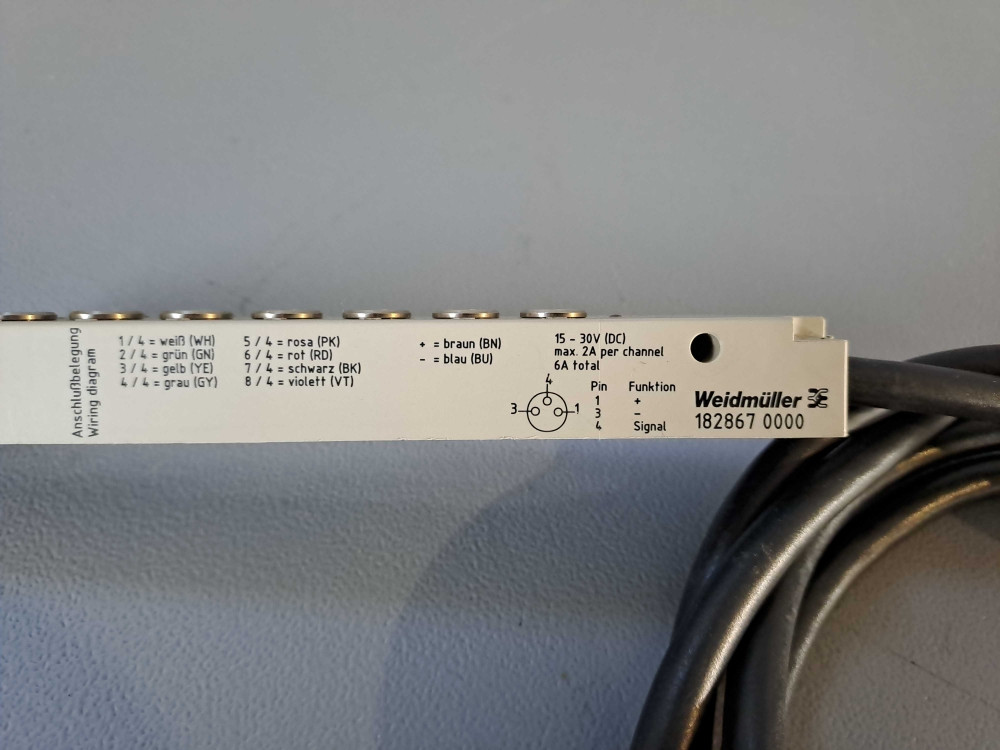 Anschlußbelegung
Wiring diagram
1 / 4 = weiß (WH)
2 / 4 = grün (GN)
3 / 4 = gelb (YE)
4 / 4 = grau (GY)
5 / 4 = rosa (PK)
6 / 4 = rot (RD)
7 / 4 = schwarz (BK)
8 / 4 = violett (VT)
+ = braun (BN)
- = blau (BU)
15 - 30V (DC)
max. 2A per channel
6A total
4
3 1
Pin Funktion
1 +
3 -
4 Signal
Weidmüller
182867 0000